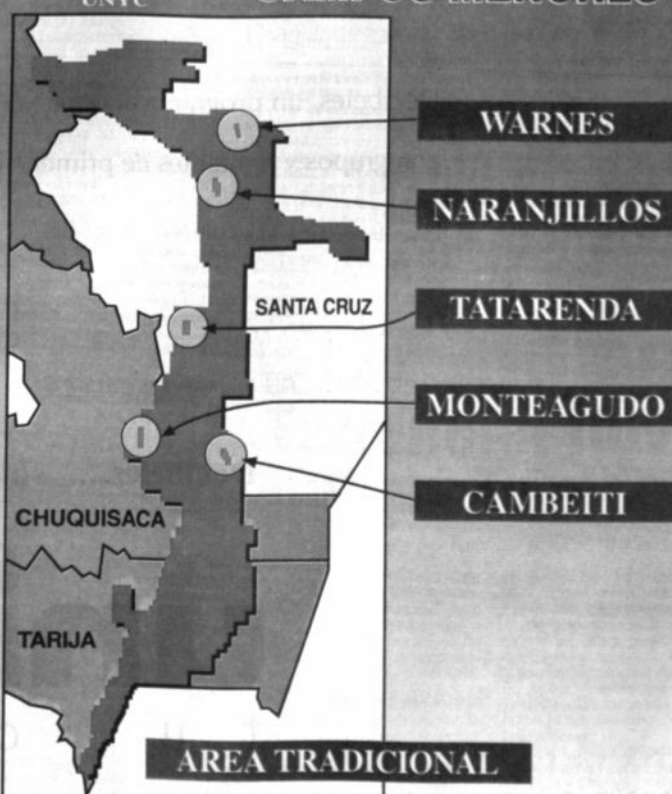 WARNES
NARANJILLOS
SANTA CRUZ
TATARENDA
MONTEAGUDO
CAMBEITI
CHUQUISACA
TARIJA
AREA TRADICIONAL